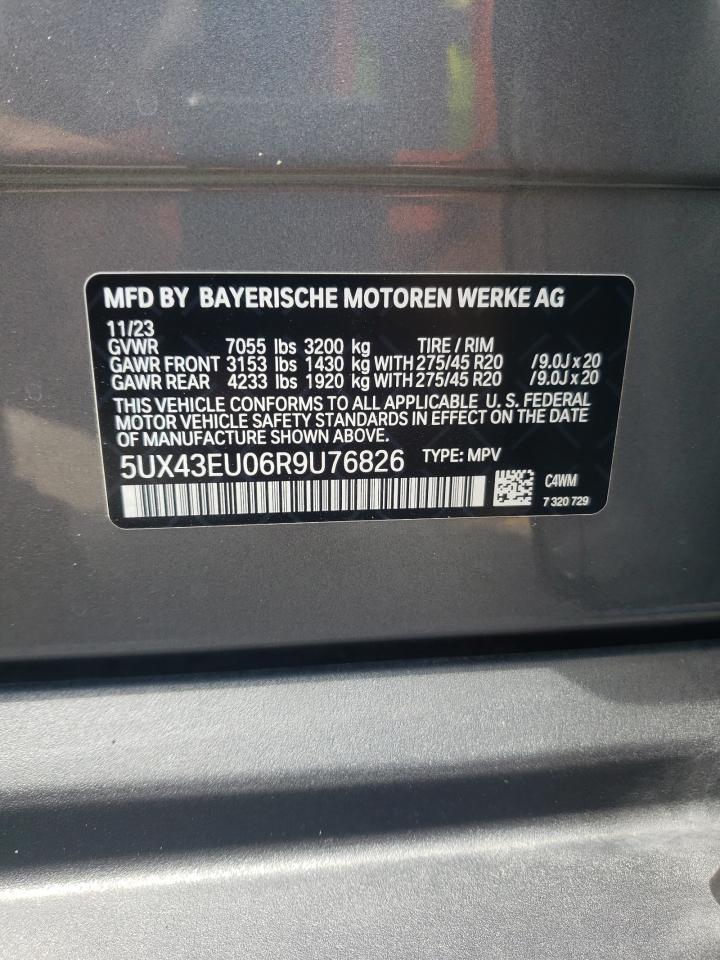 MFD BY BAYERISCHE MOTOREN WERKE AG
11/23
GVWR 7055 lbs 3200 kg TIRE / RIM
GAWR FRONT 3153 lbs 1430 kg WITH 275/45 R20 /9.0J x 20
GAWR REAR 4233 lbs 1920 kg WITH 275/45 R20 /9.0J x 20
THIS VEHICLE CONFORMS TO ALL APPLICABLE U. S. FEDERAL
MOTOR VEHICLE SAFETY STANDARDS IN EFFECT ON THE DATE
OF MANUFACTURE SHOWN ABOVE.
5UX43EU06R9U76826 TYPE: MPV
C4WM
7 320 729